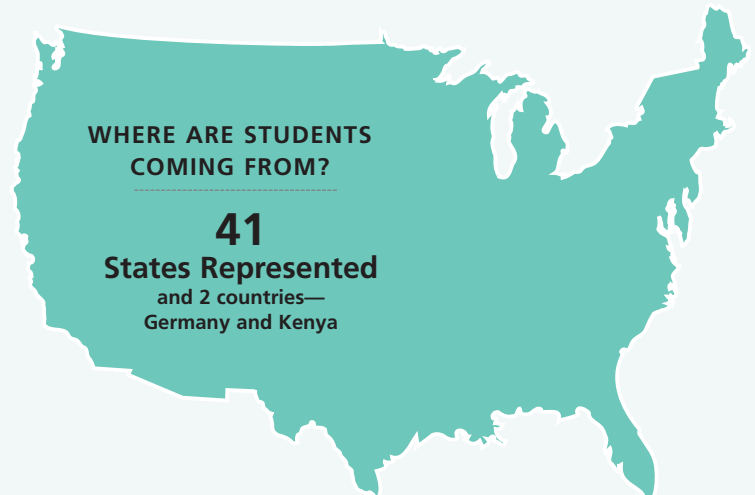 WHERE ARE STUDENTS
COMING FROM?
41
States Represented
and 2 countries—
Germany and Kenya